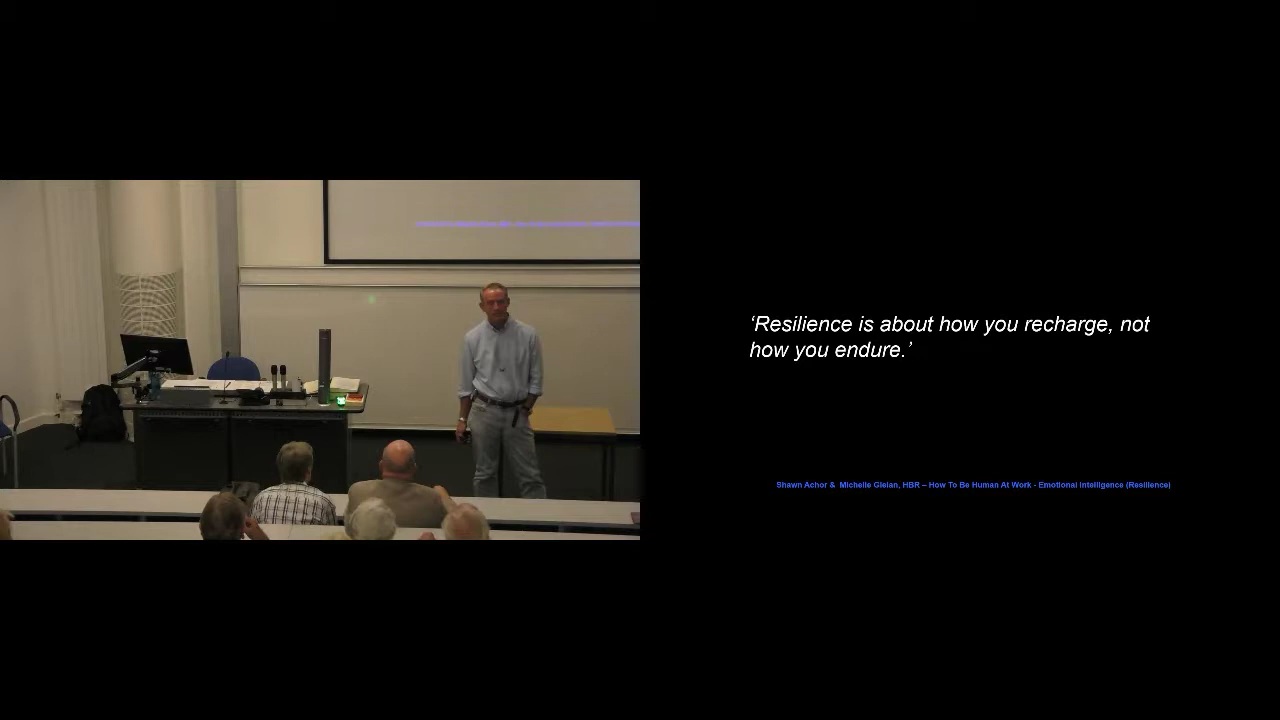 ‘Resilience is about how you recharge, not
how you endure.’
Shawn Achor & Michelle Gielan, HBR – How To Be Human At Work - Emotional Intelligence (Resilience)